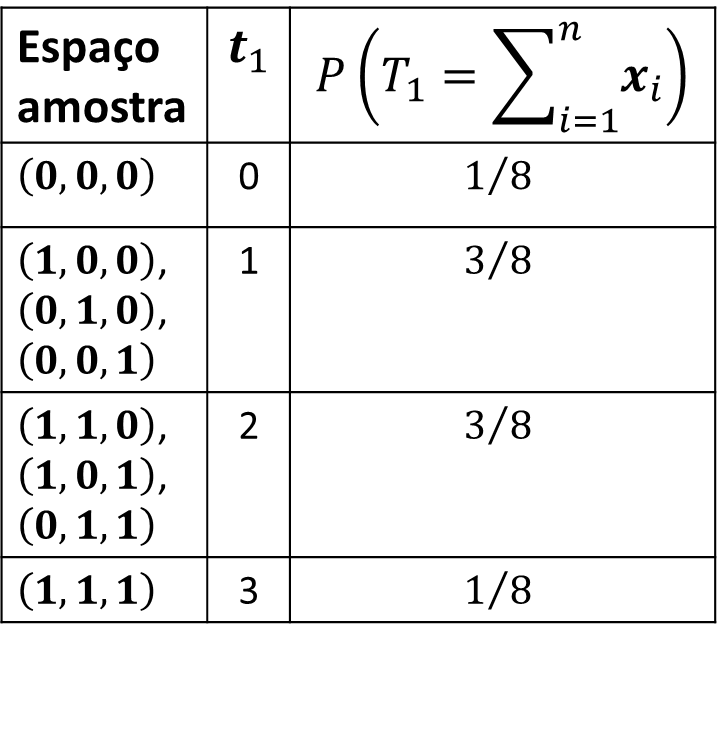 Espaço amostra | t₁ | P(T₁ = ∑ⁿᵢ₌₁ xᵢ)
(0, 0, 0) | 0 | 1/8
(1, 0, 0), | 1 | 3/8
(0, 1, 0),
(0, 0, 1)
(1, 1, 0), | 2 | 3/8
(1, 0, 1),
(0, 1, 1)
(1, 1, 1) | 3 | 1/8